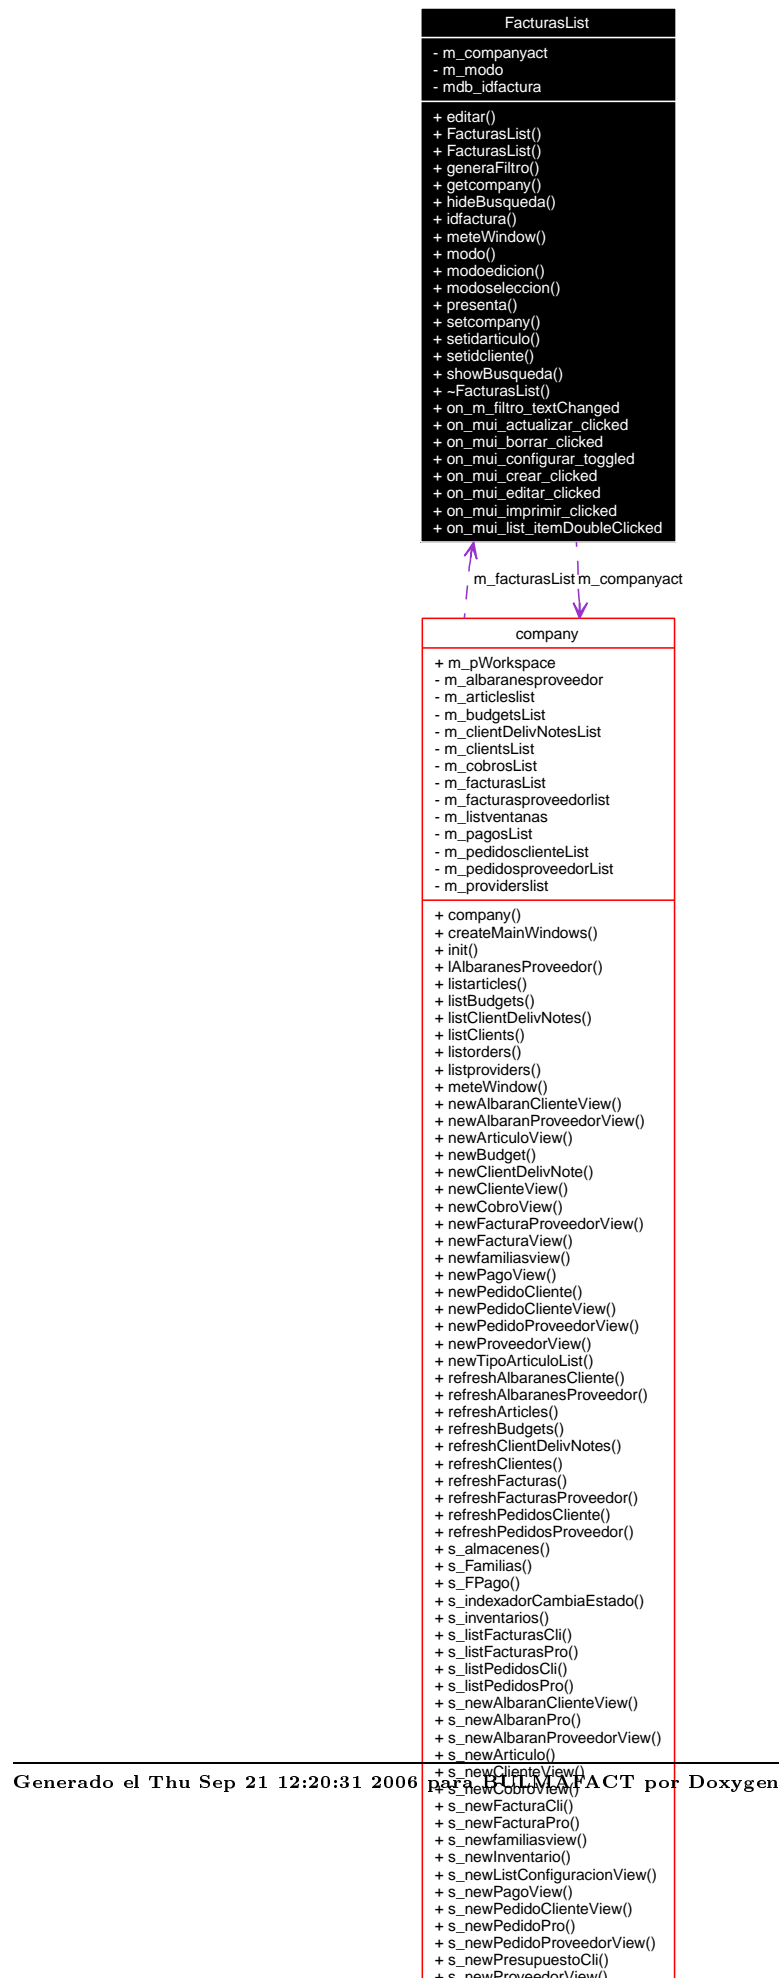 FacturasList
- m_companyact
- m_modo
- mdb_idfactura
+ editar()
+ FacturasList()
+ FacturasList()
+ generaFiltro()
+ getcompany()
+ hideBusqueda()
+ idfactura()
+ meteWindow()
+ modo()
+ modoedicion()
+ modoseleccion()
+ presenta()
+ setcompany()
+ setidarticulo()
+ setidcliente()
+ showBusqueda()
+ ~FacturasList()
+ on_m_filtro_textChanged
+ on_mui_actualizar_clicked
+ on_mui_borrar_clicked
+ on_mui_configurar_toggled
+ on_mui_crear_clicked
+ on_mui_editar_clicked
+ on_mui_imprimir_clicked
+ on_mui_list_itemDoubleClicked
m_facturasList m_companyact
company
+ m_pWorkspace
- m_albaranesproveedor
- m_articleslist
- m_budgetsList
- m_clientDelivNotesList
- m_clientsList
- m_cobrosList
- m_facturasList
- m_facturasproveedorlist
- m_listventanas
- m_pagosList
- m_pedidosclienteList
- m_pedidosproveedorList
- m_providerslist
+ company()
+ createMainWindows()
+ init()
+ lAlbaranesProveedor()
+ listarticles()
+ listBudgets()
+ listClientDelivNotes()
+ listClients()
+ listorders()
+ listproviders()
+ meteWindow()
+ newAlbaranClienteView()
+ newAlbaranProveedorView()
+ newArticuloView()
+ newBudget()
+ newClientDelivNote()
+ newClienteView()
+ newCobroView()
+ newFacturaProveedorView()
+ newFacturaView()
+ newfamiliasview()
+ newPagoView()
+ newPedidoCliente()
+ newPedidoClienteView()
+ newPedidoProveedorView()
+ newProveedorView()
+ newTipoArticuloList()
+ refreshAlbaranesCliente()
+ refreshAlbaranesProveedor()
+ refreshArticles()
+ refreshBudgets()
+ refreshClientDelivNotes()
+ refreshClientes()
+ refreshFacturas()
+ refreshFacturasProveedor()
+ refreshPedidosCliente()
+ refreshPedidosProveedor()
+ s_almacenes()
+ s_Familias()
+ s_FPago()
+ s_indexadorCambiaEstado()
+ s_inventarios()
+ s_listFacturasCli()
+ s_listFacturasPro()
+ s_listPedidosCli()
+ s_listPedidosPro()
+ s_newAlbaranClienteView()
+ s_newAlbaranPro()
+ s_newAlbaranProveedorView()
+ s_newArticulo()
+ s_newClienteView()
Generado el Thu Sep 21 12:20:31 2006 para BULMAFACT por Doxygen
+ s_newCobroView()
+ s_newFacturaCli()
+ s_newFacturaPro()
+ s_newfamiliasview()
+ s_newInventario()
+ s_newListConfiguracionView()
+ s_newPagoView()
+ s_newPedidoClienteView()
+ s_newPedidoPro()
+ s_newPedidoProveedorView()
+ s_newPresupuestoCli()
+ s_newProveedorView()